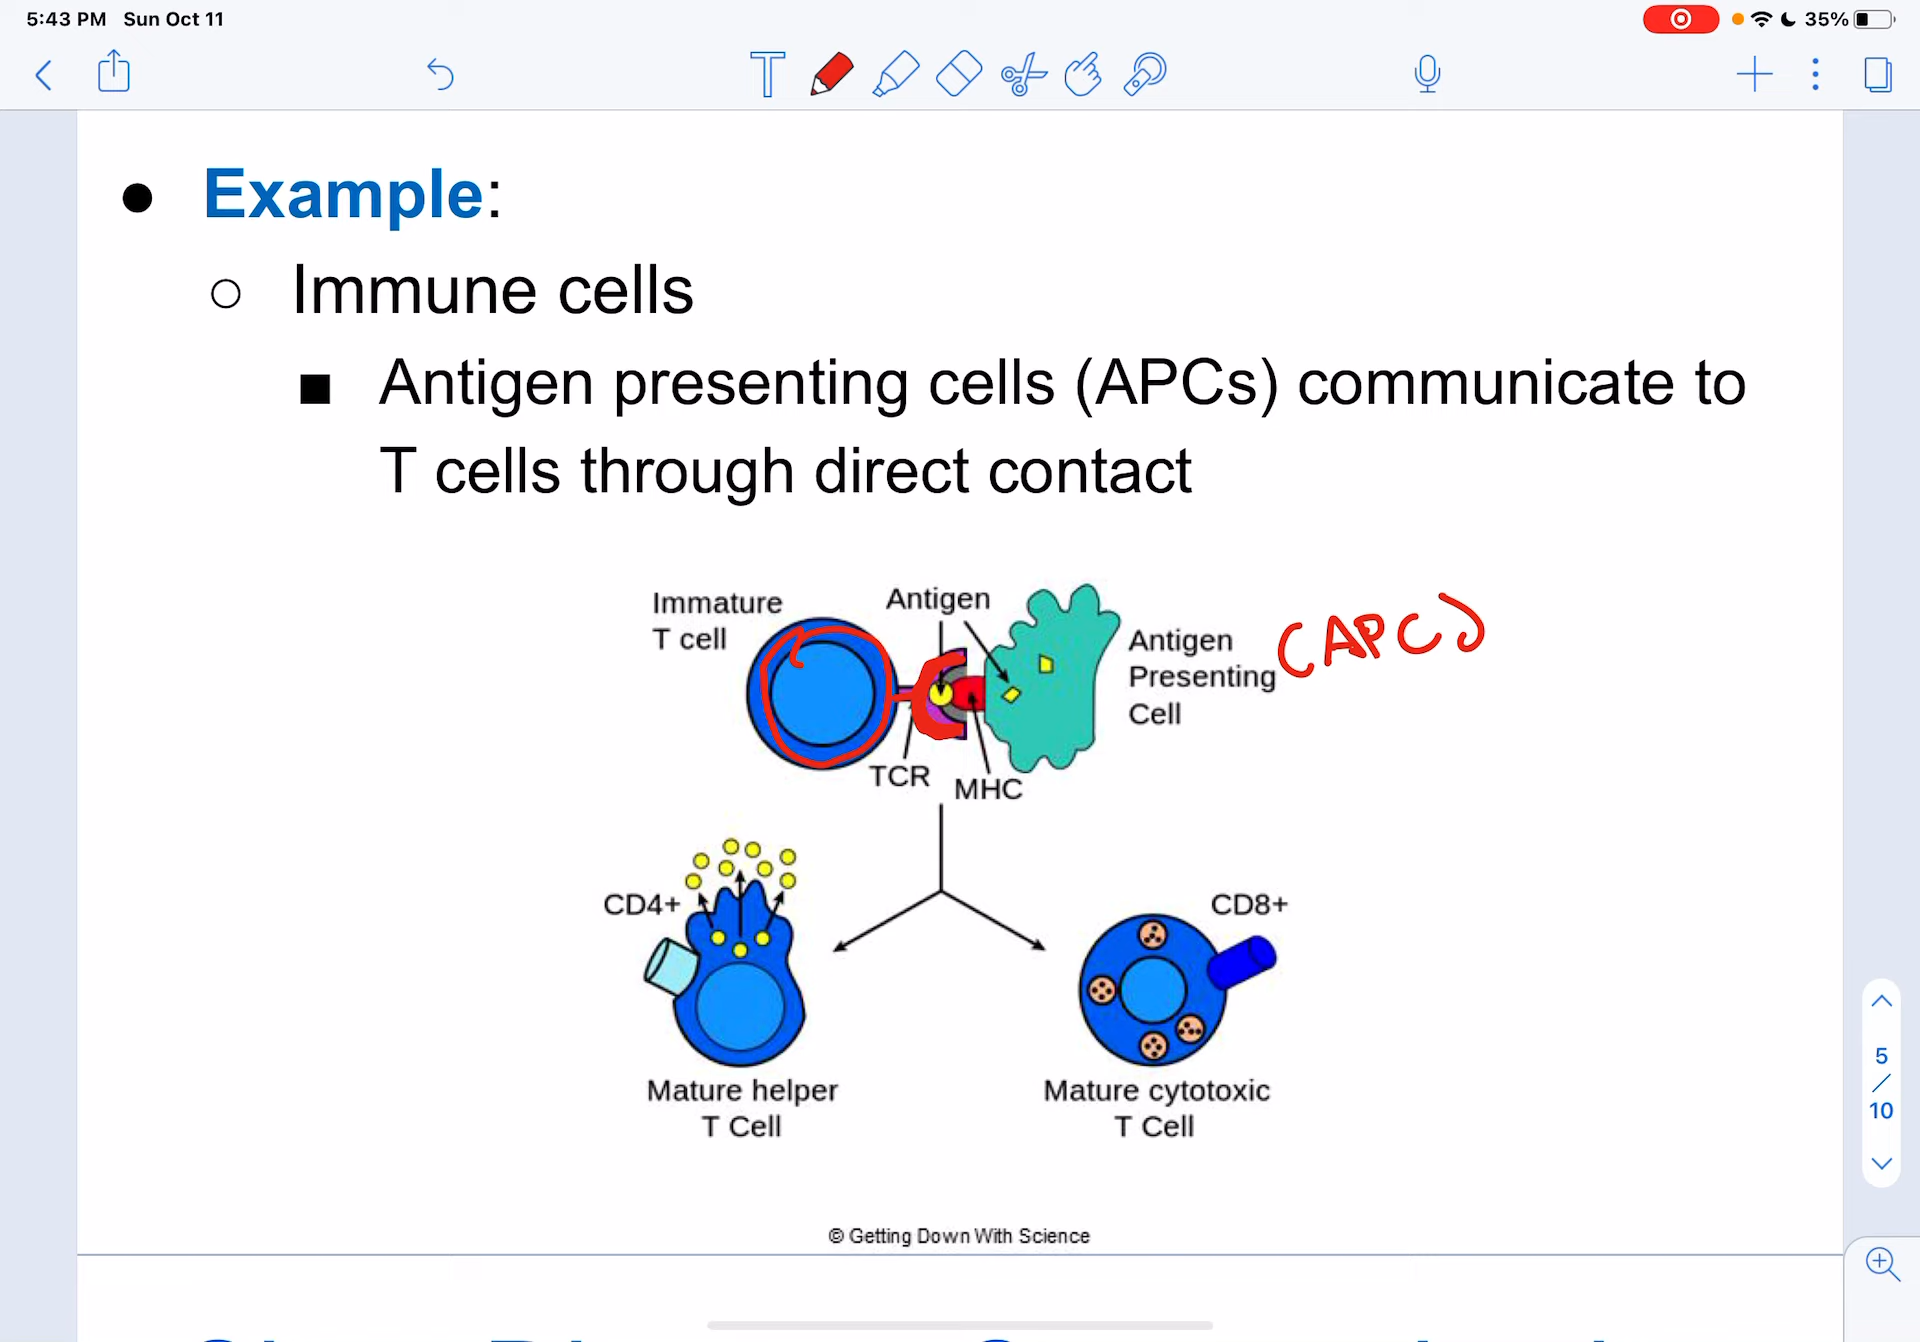 5:43 PM Sun Oct 11
35%
T
● Example:
○ Immune cells
■ Antigen presenting cells (APCs) communicate to
T cells through direct contact
Immature
T cell
Antigen
Antigen
Presenting
Cell
(APC)
TCR
MHC
CD4+
CD8+
Mature helper
T Cell
Mature cytotoxic
T Cell
5
/
10
© Getting Down With Science